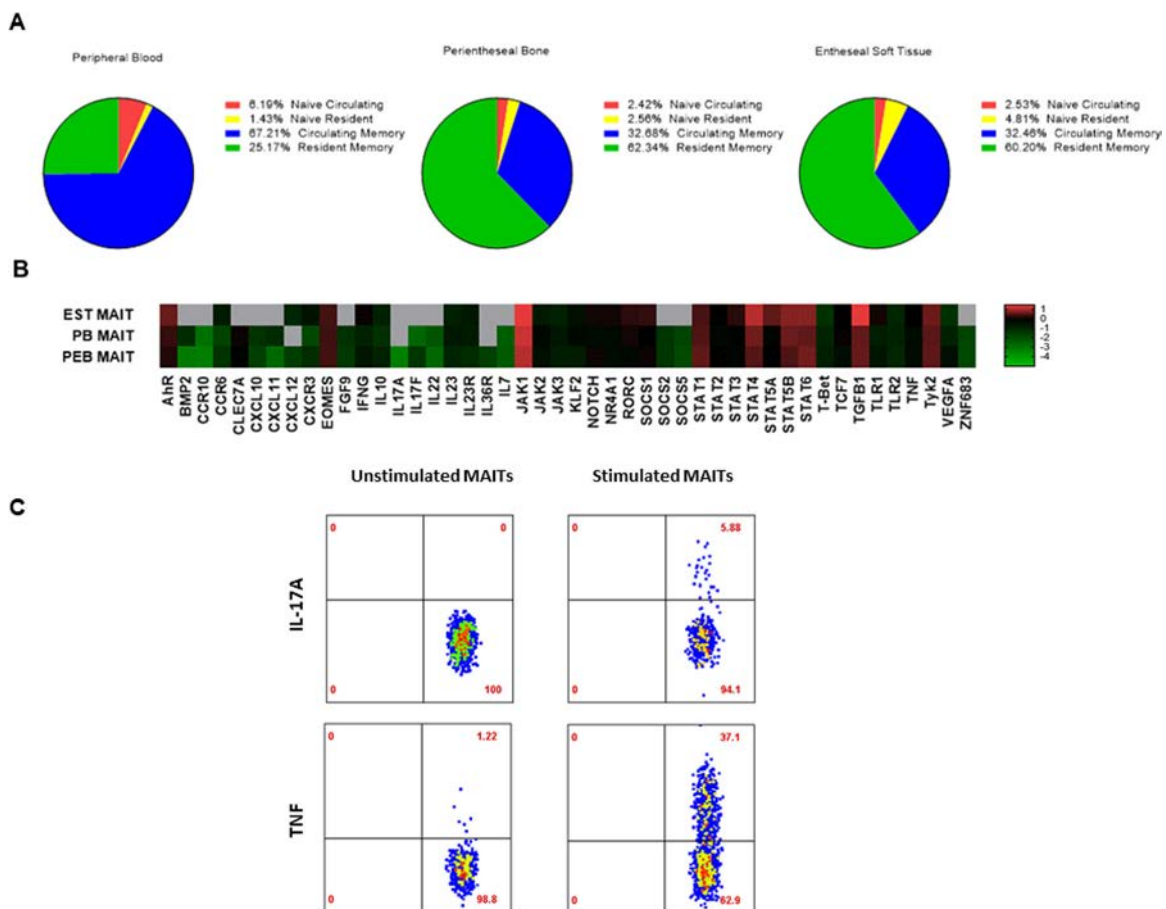 A
Peripheral Blood
6.19% Naive Circulating
1.43% Naive Resident
67.21% Circulating Memory
25.17% Resident Memory
Perientheseal Bone
2.42% Naive Circulating
2.56% Naive Resident
32.68% Circulating Memory
62.34% Resident Memory
Entheseal Soft Tissue
2.53% Naive Circulating
4.81% Naive Resident
32.46% Circulating Memory
60.20% Resident Memory
B
EST MAIT
PB MAIT
PEB MAIT
AhR
BMP2
CCR10
CCR6
CLEC7A
CXCL10
CXCL11
CXCL12
CXCR3
EOMES
FGF9
IFNG
IL10
IL17A
IL17F
IL22
IL23
IL23R
IL36R
IL7
JAK1
JAK2
JAK3
KLF2
NOTCH
NR4A1
RORC
SOCS1
SOCS2
SOCS5
STAT1
STAT2
STAT3
STAT4
STAT5A
STAT5B
STAT6
T-Bet
TCF7
TGFB1
TLR1
TLR2
TNF
Tyk2
VEGFA
ZNF683
1
0
-1
-2
-3
-4
C
Unstimulated MAITs
Stimulated MAITs
IL-17A
0
0
0
100
0
5.88
0
94.1
TNF
0
1.22
0
98.8
0
37.1
0
62.9